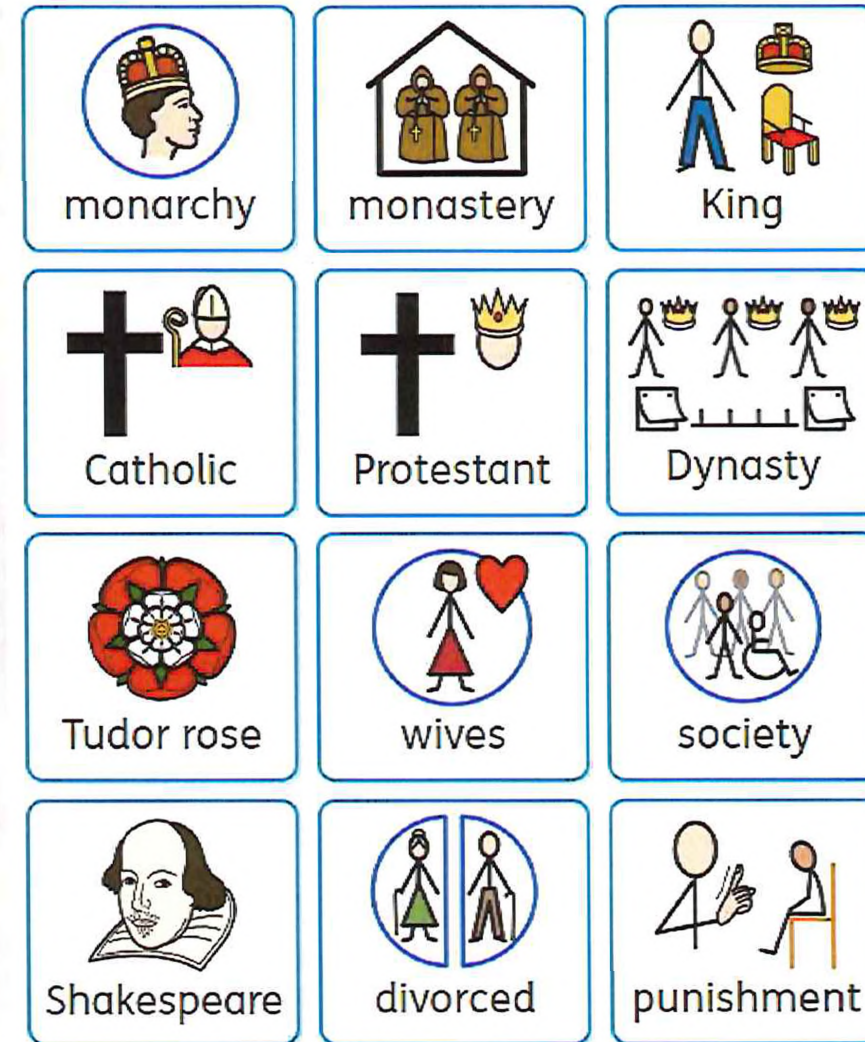 monarchy
monastery
King
Catholic
Protestant
Dynasty
Tudor rose
wives
society
Shakespeare
divorced
punishment